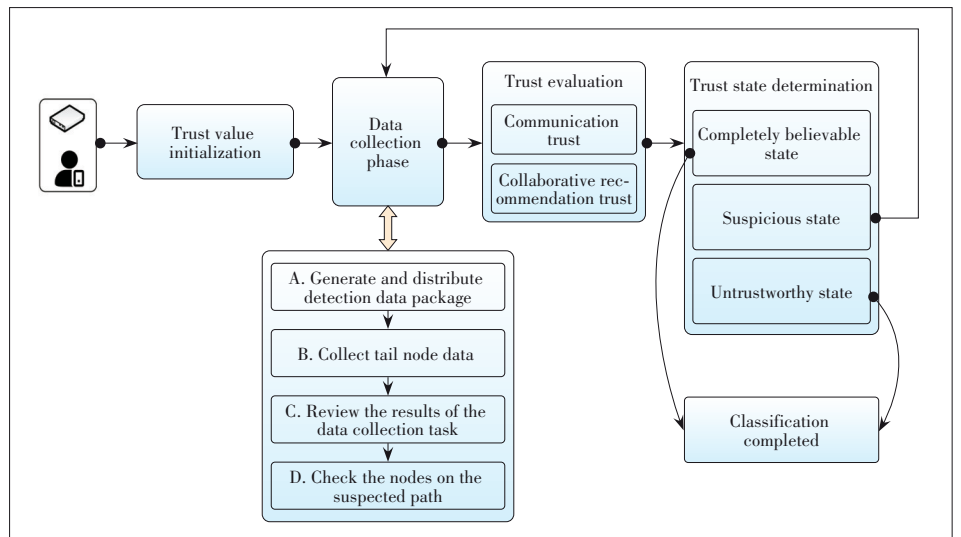 Trust value
initialization
Data
collection
phase
Trust evaluation
Communication
trust
Collaborative rec-
ommendation trust
Trust state determination
Completely believable
state
Suspicious state
Untrustworthy state
A. Generate and distribute
detection data package
B. Collect tail node data
C. Review the results of the
data collection task
D. Check the nodes on the
suspected path
Classification
completed